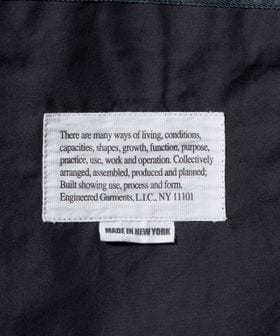 There are many ways of living, conditions,
capacities, shapes, growth, function, purpose,
practice, use, work and operation. Collectively
arranged, assembled, produced and planned;
Built showing use, process and form.
Engineered Garments, L.I.C., NY 11101
MADE IN NEW YORK